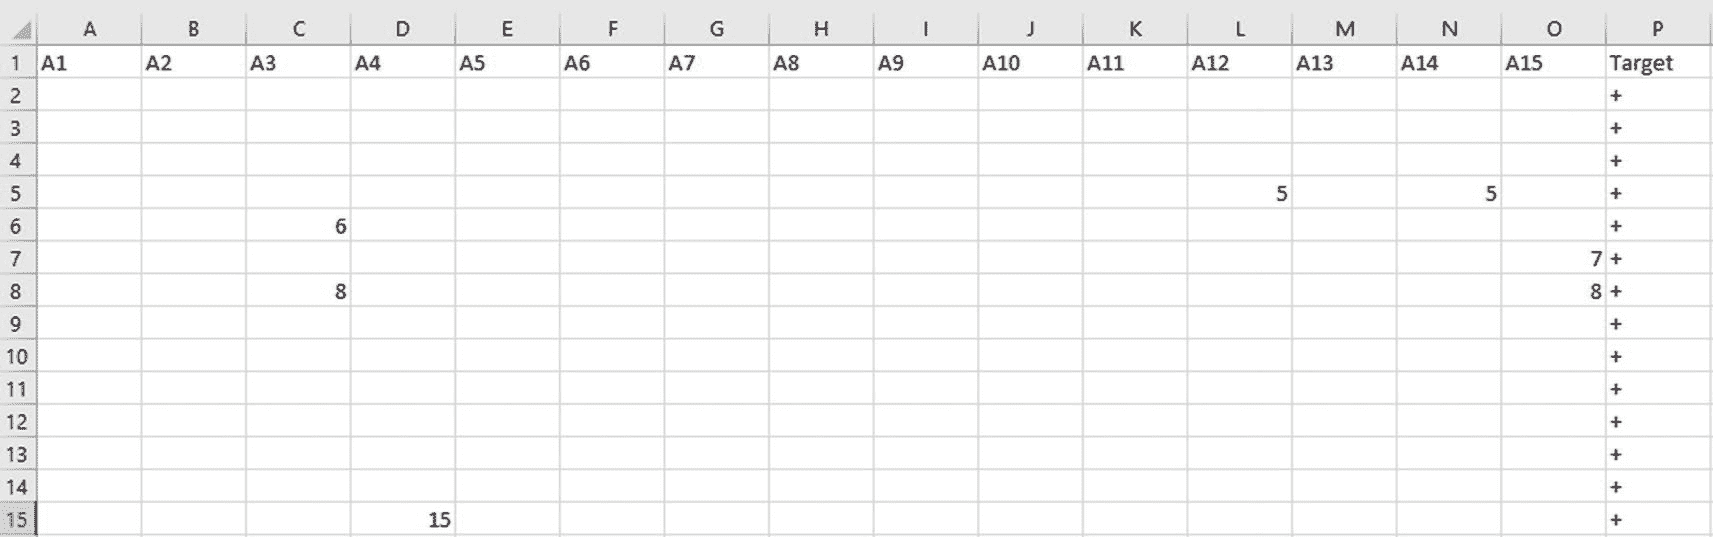 A B C D E F G H I J K L M N O P
1 A1 A2 A3 A4 A5 A6 A7 A8 A9 A10 A11 A12 A13 A14 A15 Target
2 +
3 +
4 +
5 5 5 +
6 6 +
7 7 +
8 8 8 +
9 +
10 +
11 +
12 +
13 +
14 +
15 15 +